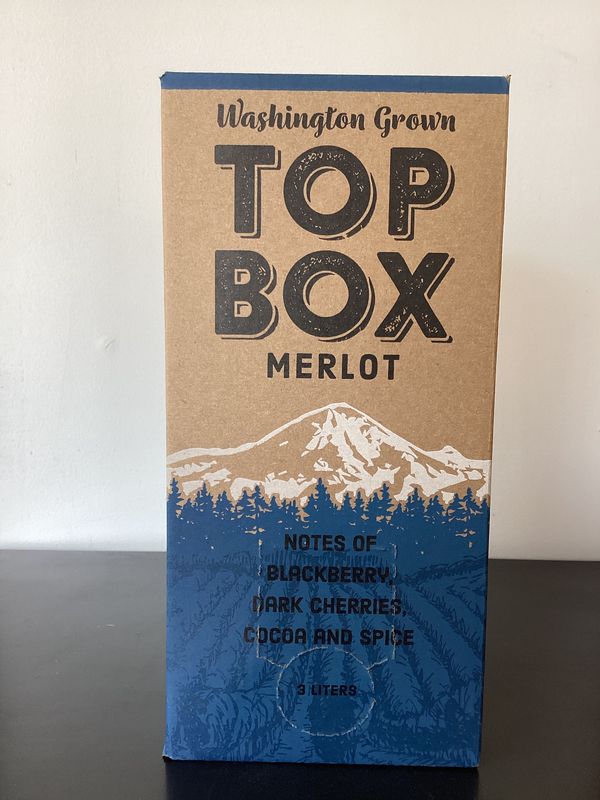 Washington Grown
TOP
BOX
MERLOT
NOTES OF
BLACKBERRY,
DARK CHERRIES,
COCOA AND SPICE
3 LITERS